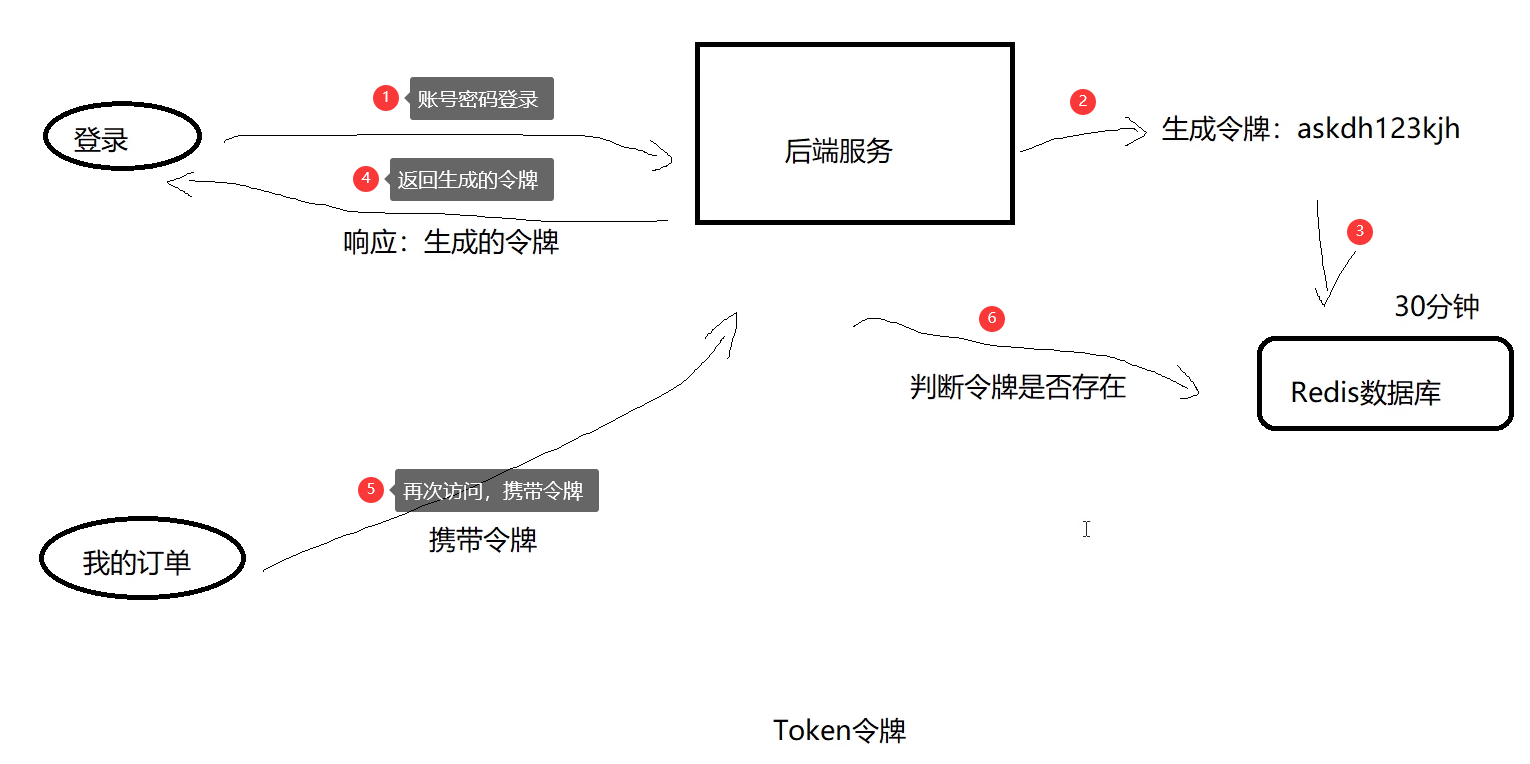 1 账号密码登录
2
登录
后端服务
生成令牌：askdh123kjh
4 返回生成的令牌
响应：生成的令牌
3
30分钟
6
判断令牌是否存在
Redis数据库
5 再次访问，携带令牌
携带令牌
我的订单
Token令牌